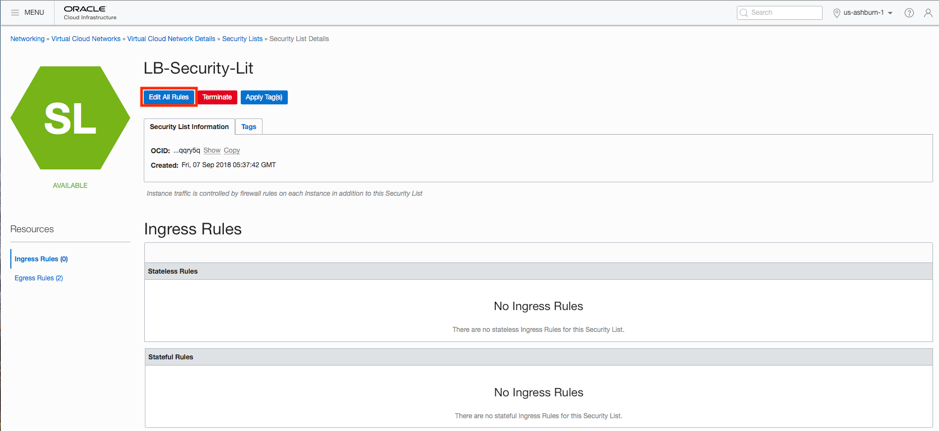 MENU
ORACLE
Cloud Infrastructure
Search
us-ashburn-1
Networking » Virtual Cloud Networks » Virtual Cloud Network Details » Security Lists » Security List Details
SL
AVAILABLE
LB-Security-Lit
Edit All Rules Terminate Apply Tag(s)
Security List Information Tags
OCID: ...qqry5q Show Copy
Created: Fri, 07 Sep 2018 05:37:42 GMT
Instance traffic is controlled by firewall rules on each Instance in addition to this Security List
Resources
Ingress Rules (0)
Egress Rules (2)
Ingress Rules
Stateless Rules
No Ingress Rules
There are no stateless Ingress Rules for this Security List.
Stateful Rules
No Ingress Rules
There are no stateful Ingress Rules for this Security List.